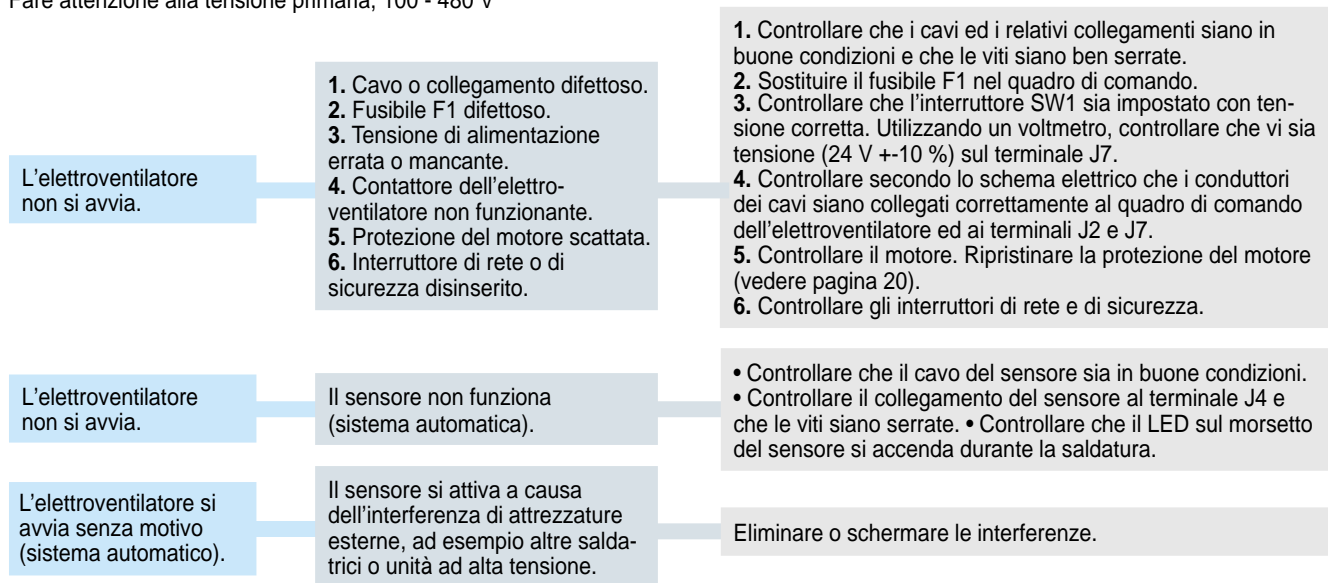 Fare attenzione alla tensione primaria, 100 - 480 V
L'elettroventilatore
non si avvia.
1. Cavo o collegamento difettoso.
2. Fusibile F1 difettoso.
3. Tensione di alimentazione
errata o mancante.
4. Contattore dell'elettro-
ventilatore non funzionante.
5. Protezione del motore scattata.
6. Interruttore di rete o di
sicurezza disinserito.
1. Controllare che i cavi ed i relativi collegamenti siano in
buone condizioni e che le viti siano ben serrate.
2. Sostituire il fusibile F1 nel quadro di comando.
3. Controllare che l'interruttore SW1 sia impostato con ten-
sione corretta. Utilizzando un voltmetro, controllare che vi sia
tensione (24 V +-10 %) sul terminale J7.
4. Controllare secondo lo schema elettrico che i conduttori
dei cavi siano collegati correttamente al quadro di comando
dell'elettroventilatore ed ai terminali J2 e J7.
5. Controllare il motore. Ripristinare la protezione del motore
(vedere pagina 20).
6. Controllare gli interruttori di rete e di sicurezza.
L'elettroventilatore
non si avvia.
Il sensore non funziona
(sistema automatica).
• Controllare che il cavo del sensore sia in buone condizioni.
• Controllare il collegamento del sensore al terminale J4 e
che le viti siano serrate. • Controllare che il LED sul morsetto
del sensore si accenda durante la saldatura.
L'elettroventilatore si
avvia senza motivo
(sistema automatico).
Il sensore si attiva a causa
dell'interferenza di attrezzature
esterne, ad esempio altre salda-
trici o unità ad alta tensione.
Eliminare o schermare le interferenze.